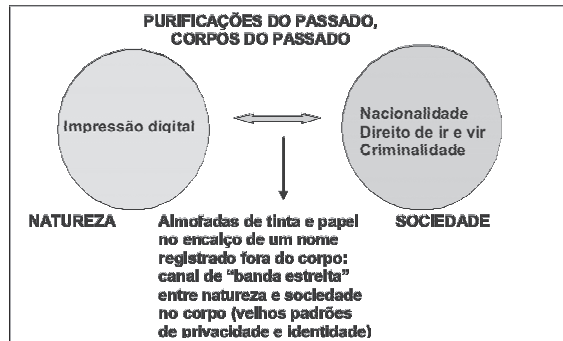 PURIFICAÇÕES DO PASSADO,
CORPOS DO PASSADO
Impressão digital
Nacionalidade
Direito de ir e vir
Criminalidade
NATUREZA
Almofadas de tinta e papel
no encalço de um nome
registrado fora do corpo:
canal de “banda estreita”
entre natureza e sociedade
no corpo (velhos padrões
de privacidade e identidade)
SOCIEDADE